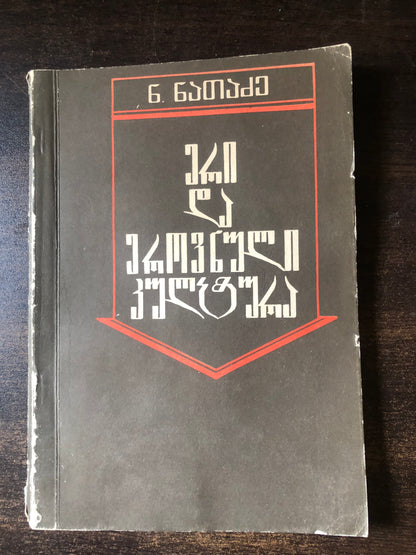 ნ. ნათაძე
ერი
და
ეროვნული
კულტურა